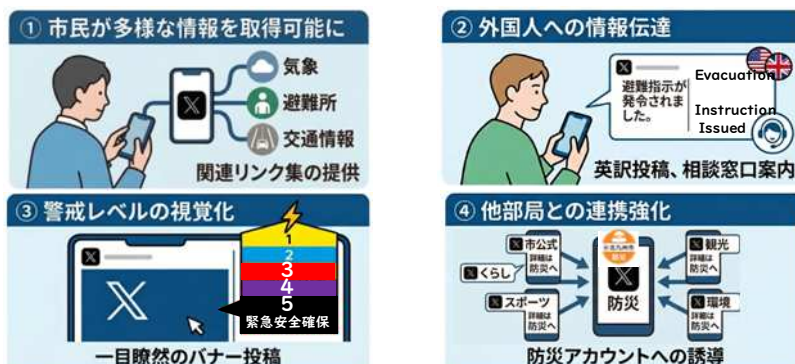 ① 市民が多様な情報を取得可能に
気象
避難所
交通情報
関連リンク集の提供
② 外国人への情報伝達
避難指示が
発令されま
した。
Evacuation
Instruction
Issued
英訳投稿、相談窓口案内
③ 警戒レベルの視覚化
1
2
3
4
5
緊急安全確保
一目瞭然のバナー投稿
④ 他部局との連携強化
市公式
詳細は
防災へ
くらし
スポーツ
詳細は
防災へ
北九州市
防災
防災
観光
詳細は
防災へ
環境
詳細は
防災へ
防災アカウントへの誘導